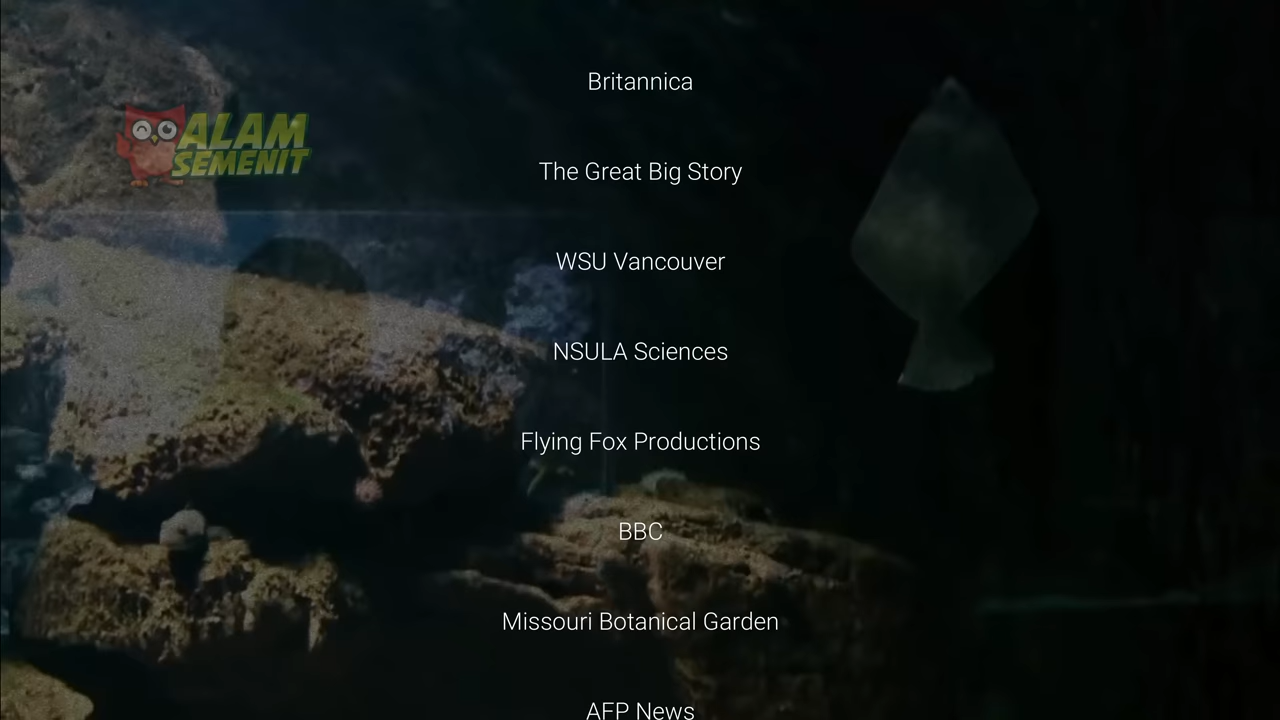 Britannica
ALAM
SEMENIT
The Great Big Story
WSU Vancouver
NSULA Sciences
Flying Fox Productions
BBC
Missouri Botanical Garden
AFP News